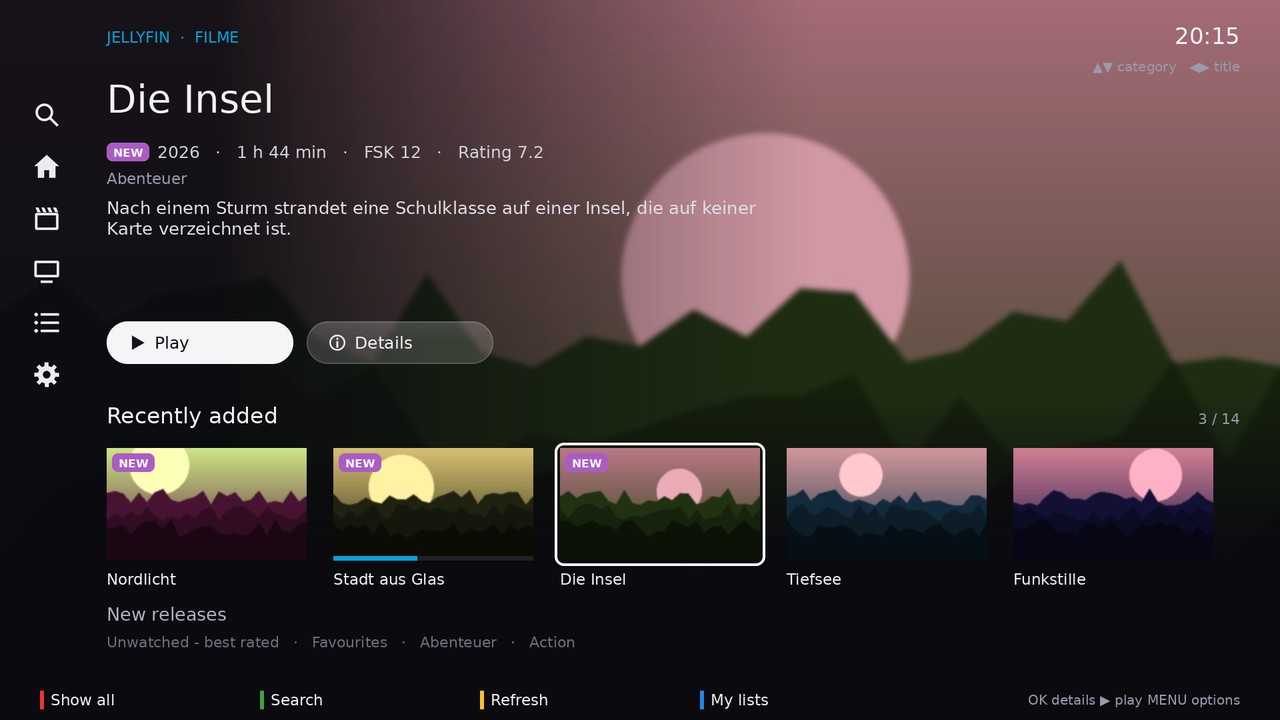 JELLYFIN · FILME
20:15
▲▼ category ◀▶ title
Die Insel
NEW 2026 · 1 h 44 min · FSK 12 · Rating 7.2
Abenteuer
Nach einem Sturm strandet eine Schulklasse auf einer Insel, die auf keiner
Karte verzeichnet ist.
Play
Details
Recently added
3 / 14
NEW
NEW
NEW
Nordlicht
Stadt aus Glas
Die Insel
Tiefsee
Funkstille
New releases
Unwatched - best rated · Favourites · Abenteuer · Action
Show all
Search
Refresh
My lists
OK details ▶ play MENU options